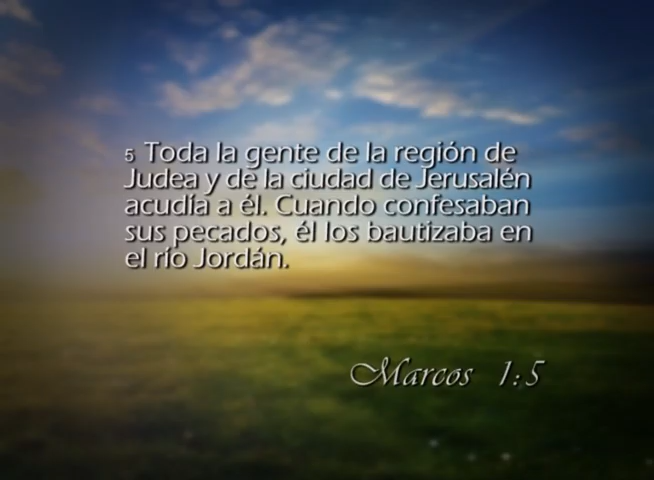 5 Toda la gente de la región de
Judea y de la ciudad de Jerusalén
acudía a él. Cuando confesaban
sus pecados, él los bautizaba en
el río Jordán.
Marcos 1:5